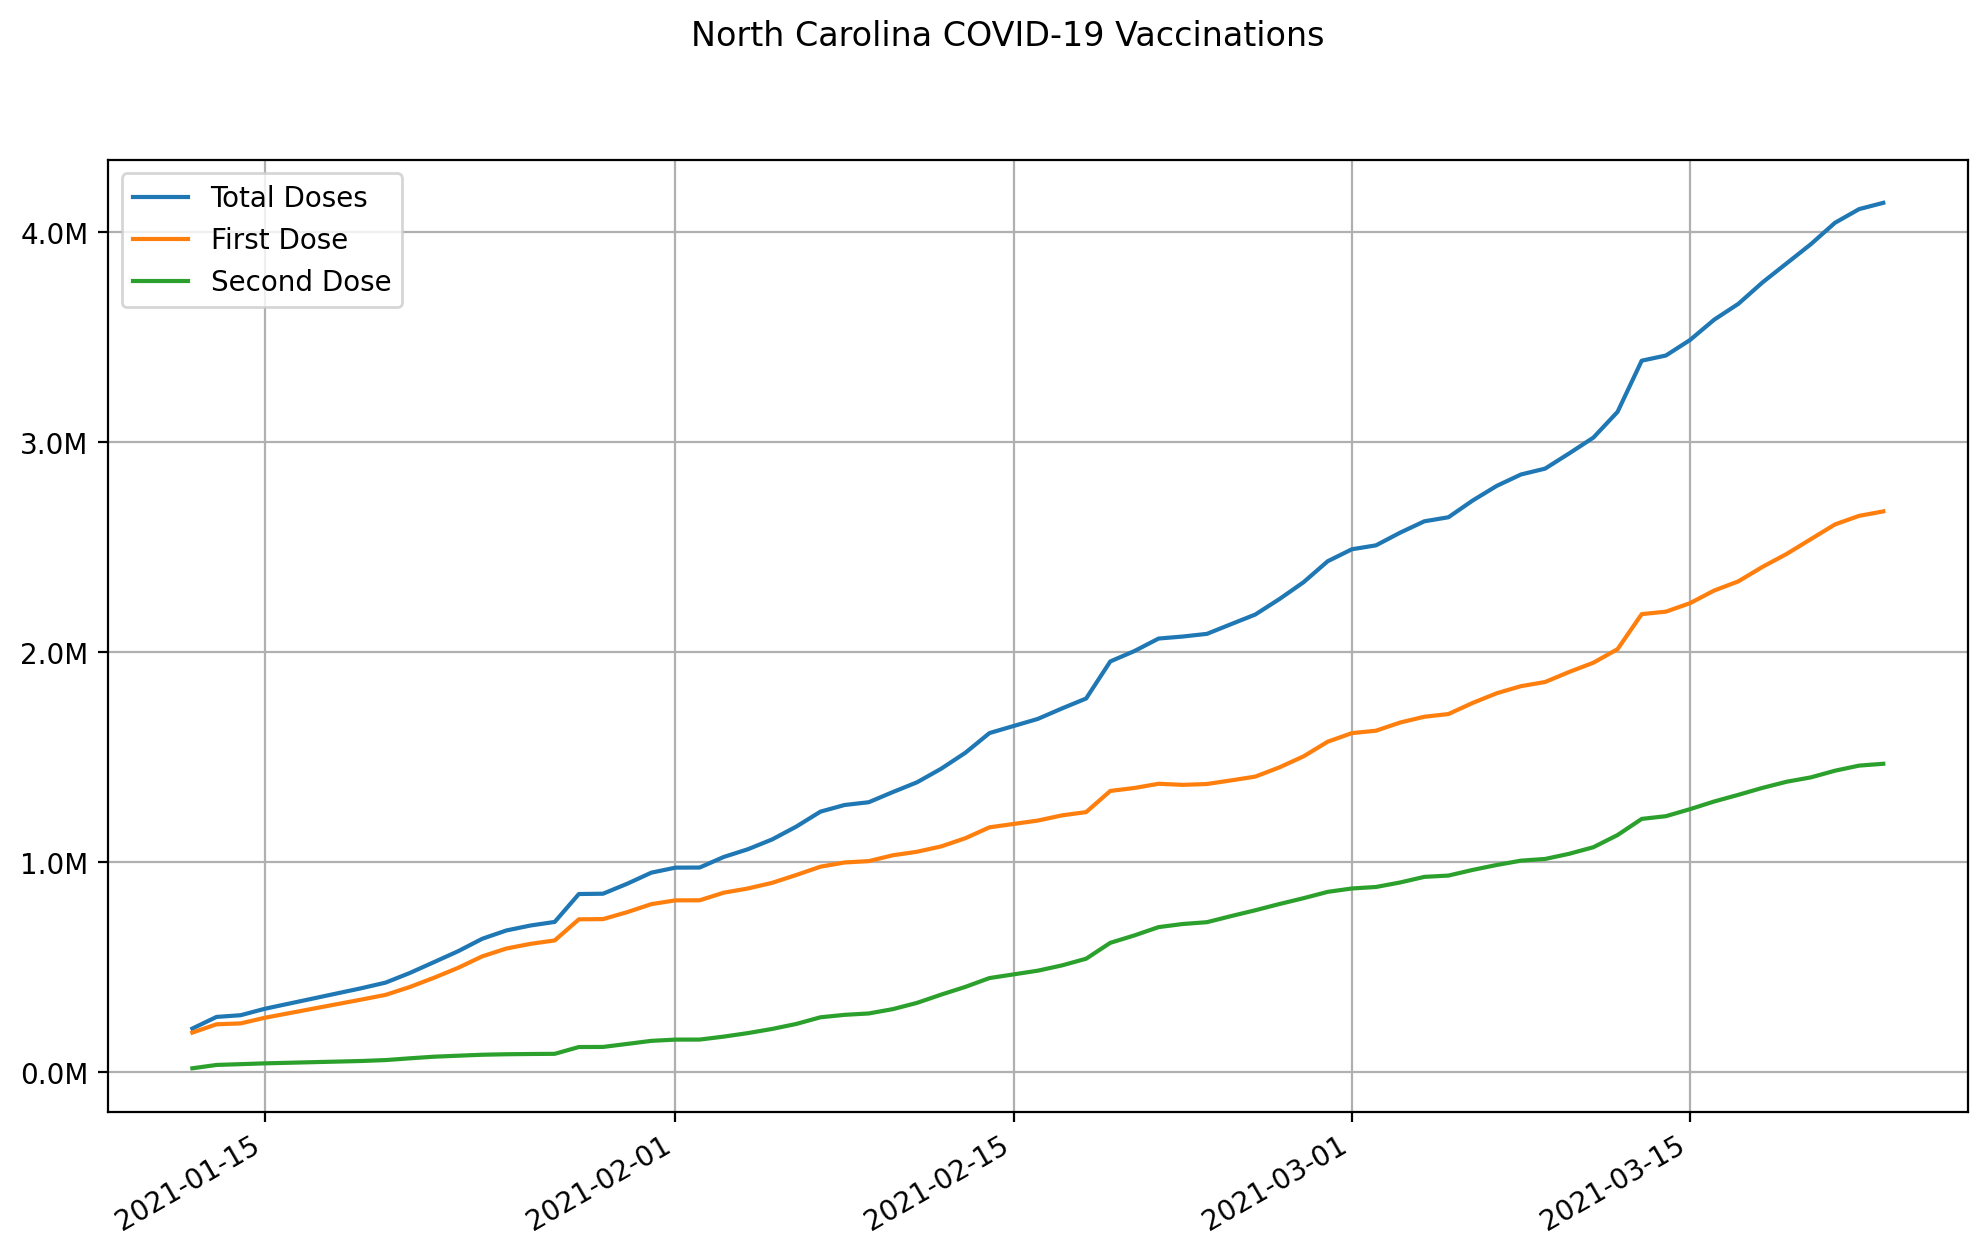 North Carolina COVID-19 Vaccinations
Total Doses
First Dose
Second Dose
4.0M
3.0M
2.0M
1.0M
0.0M
2021-01-15
2021-02-01
2021-02-15
2021-03-01
2021-03-15